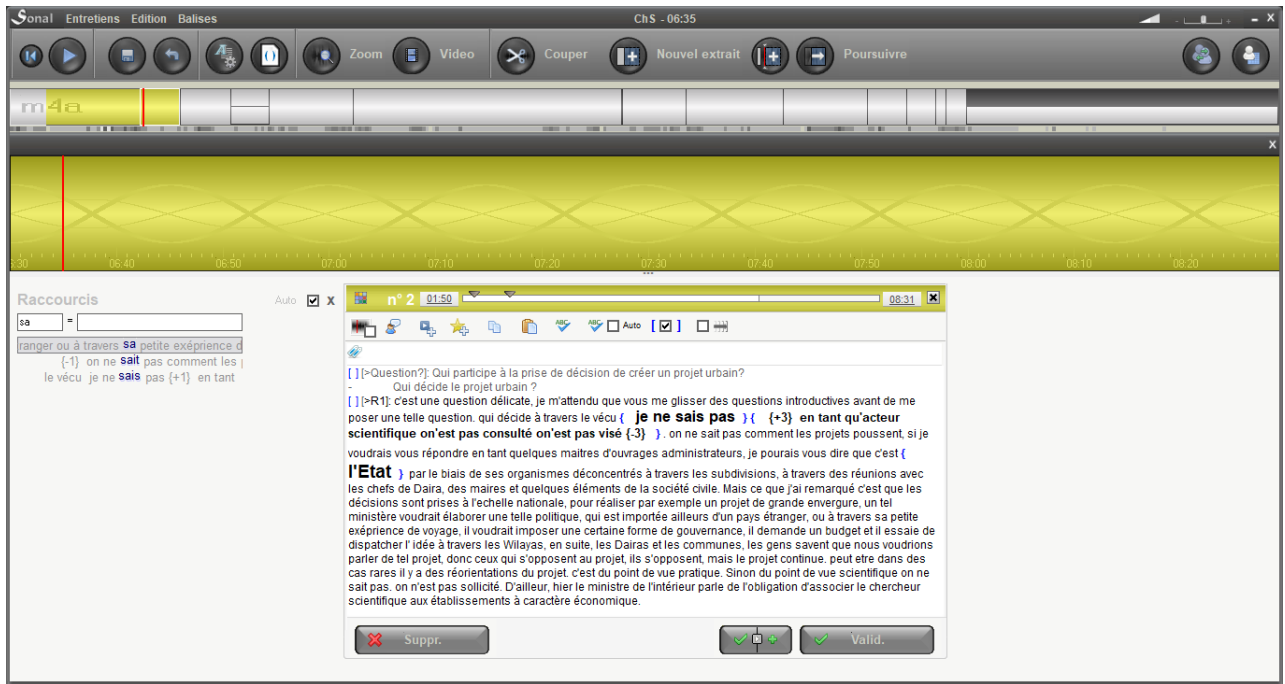 Sonal Entretiens Edition Balises ChS - 06:35
Zoom Video Couper Nouvel extrait Poursuivre
m4a
:30 06:40 06:50 07:00 07:10 07:20 07:30 07:40 07:50 08:00 08:10 08:20
Raccourcis Auto X
sa =
ranger ou à travers sa petite exéprience d
{-1} on ne sait pas comment les
le vécu je ne sais pas {+1} en tant
n° 2 01:50 08:31
ABC ABC Auto [ ]
[ ] [>Question?]: Qui participe à la prise de décision de créer un projet urbain?
- Qui décide le projet urbain ?
[ ] [>R1]: c'est une question délicate, je m'attendu que vous me glisser des questions introductives avant de me
poser une telle question. qui décide à travers le vécu { je ne sais pas } { {+3} en tant qu'acteur
scientifique on'est pas consulté on'est pas visé {-3} } . on ne sait pas comment les projets poussent, si je
voudrais vous répondre en tant quelques maitres d'ouvrages administrateurs, je pourais vous dire que c'est {
l'Etat } par le biais de ses organismes déconcentrés à travers les subdivisions, à travers des réunions avec
les chefs de Daira, des maires et quelques éléments de la société civile. Mais ce que j'ai remarqué c'est que les
décisions sont prises à l'echelle nationale, pour réaliser par exemple un projet de grande envergure, un tel
ministère voudrait élaborer une telle politique, qui est importée ailleurs d'un pays étranger, ou à travers sa petite
exéprience de voyage, il voudrait imposer une certaine forme de gouvernance, il demande un budget et il essaie de
dispatcher l' idée à travers les Wilayas, en suite, les Dairas et les communes, les gens savent que nous voudrions
parler de tel projet, donc ceux qui s'opposent au projet, ils s'opposent, mais le projet continue. peut etre dans des
cas rares il y a des réorientations du projet. c'est du point de vue pratique. Sinon du point de vue scientifique on ne
sait pas. on n'est pas sollicité. D'ailleur, hier le ministre de l'intérieur parle de l'obligation d'associer le chercheur
scientifique aux établissements à caractère économique.
Suppr. Valid.